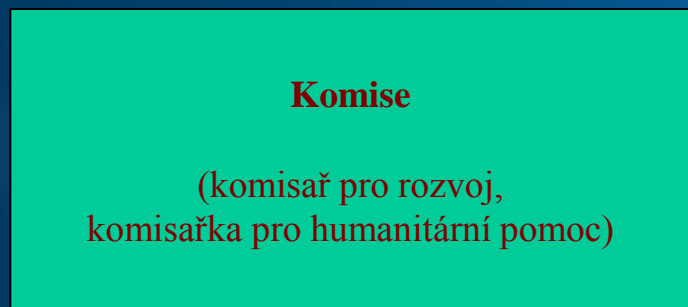 Komise
(komisař pro rozvoj,
komisařka pro humanitární pomoc)